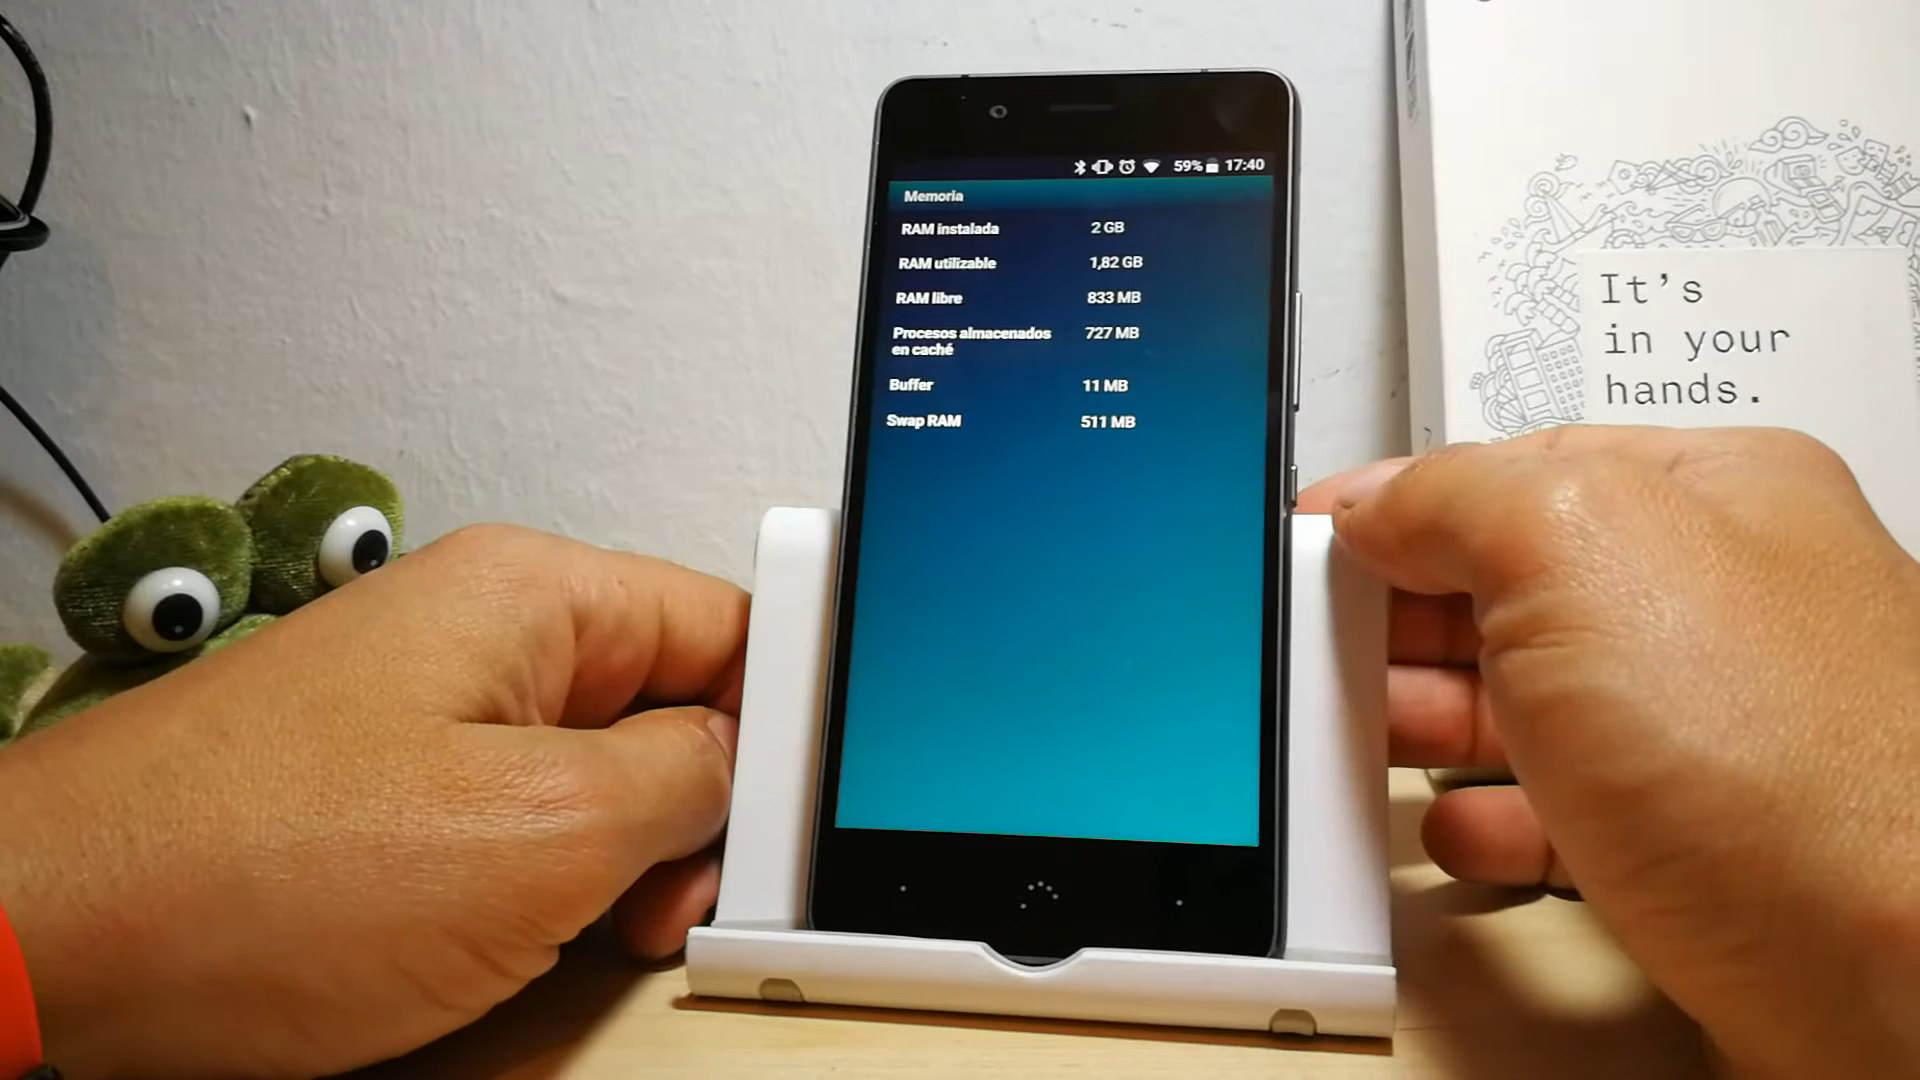 59% 17:40
Memoria
RAM instalada 2 GB
RAM utilizable 1,82 GB
RAM libre 833 MB
Procesos almacenados 727 MB
en caché
Buffer 11 MB
Swap RAM 511 MB
It's
in your
hands.